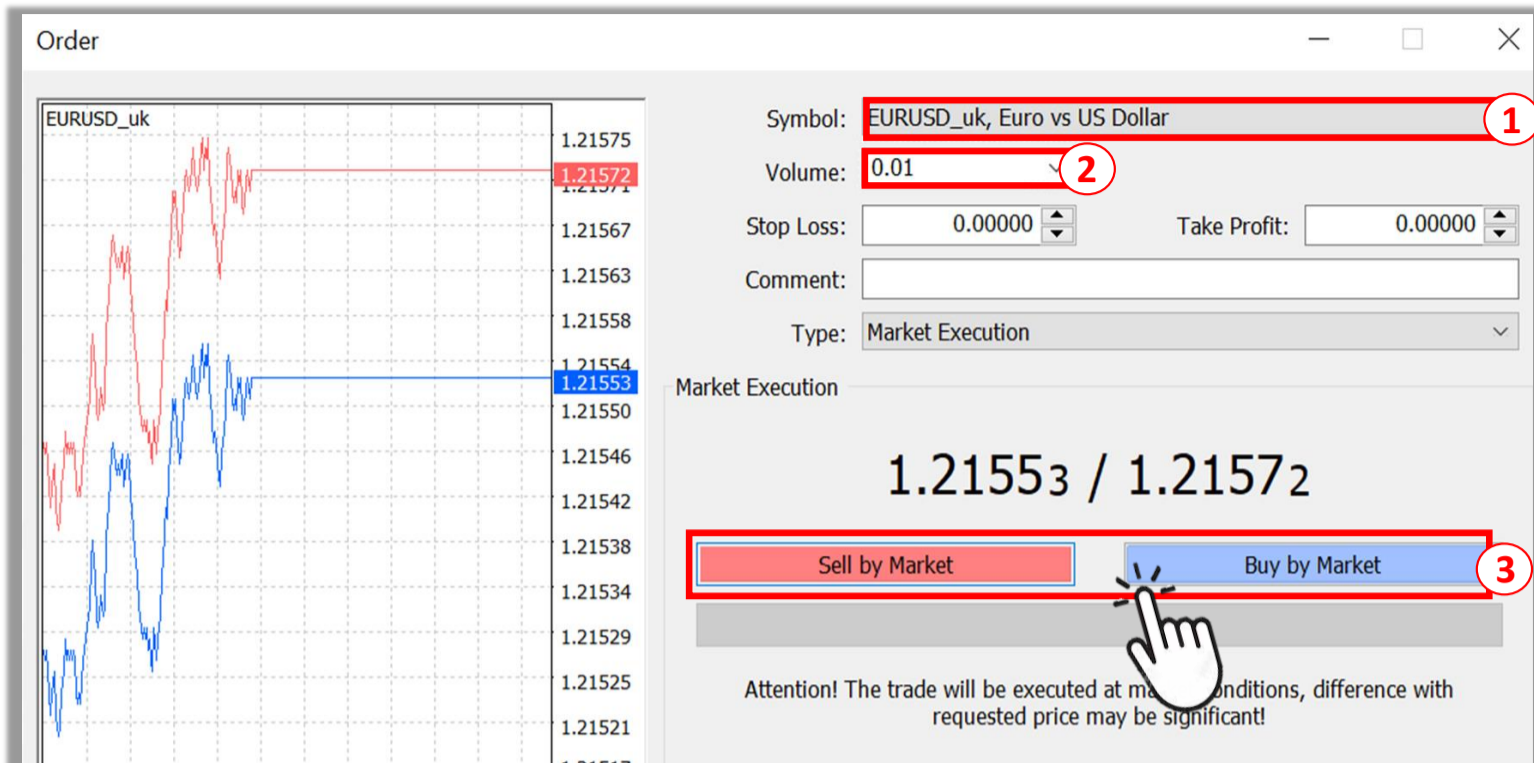 Order
EURUSD_uk
1.21575
1.21572
1.21571
1.21567
1.21563
1.21558
1.21554
1.21553
1.21550
1.21546
1.21542
1.21538
1.21534
1.21529
1.21525
1.21521
Symbol: EURUSD_uk, Euro vs US Dollar 1
Volume: 0.01 2
Stop Loss: 0.00000 Take Profit: 0.00000
Comment:
Type: Market Execution
Market Execution
1.21553 / 1.21572
Sell by Market Buy by Market 3
Attention! The trade will be executed at conditions, difference with
requested price may be significant!